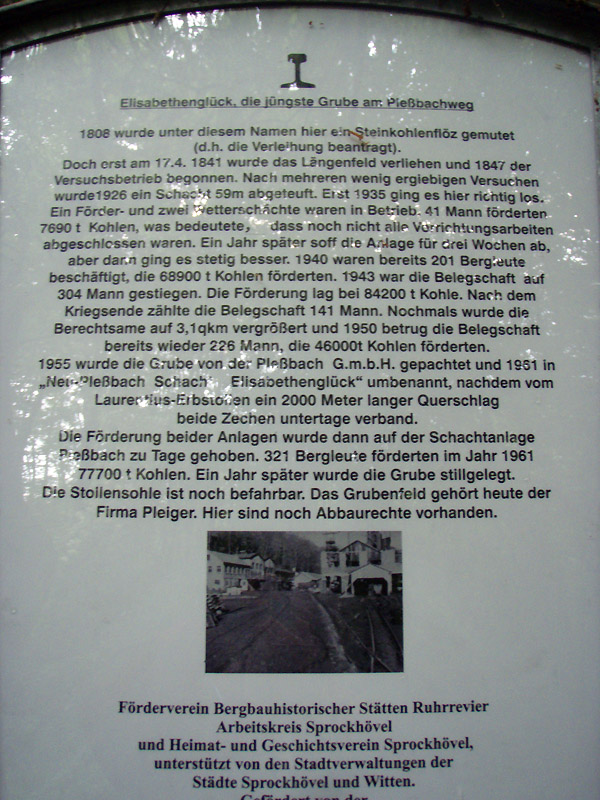 Elisabethenglück, die jüngste Grube am Pleßbachweg
1808 wurde unter diesem Namen hier ein Steinkohlenflöz gemutet
(d.h. die Verleihung beantragt).
Doch erst am 17.4. 1841 wurde das Längenfeld verliehen und 1847 der
Versuchsbetrieb begonnen. Nach mehreren wenig ergiebigen Versuchen
wurde1926 ein Schacht 59m abgeteuft. Erst 1935 ging es hier richtig los.
Ein Förder- und zwei Wetterschächte waren in Betrieb. 41 Mann förderten
7690 t Kohlen, was bedeutete, dass noch nicht alle Vorrichtungsarbeiten
abgeschlossen waren. Ein Jahr später soff die Anlage für drei Wochen ab,
aber dann ging es stetig besser. 1940 waren bereits 201 Bergleute
beschäftigt, die 68900 t Kohlen förderten. 1943 war die Belegschaft auf
304 Mann gestiegen. Die Förderung lag bei 84200 t Kohle. Nach dem
Kriegsende zählte die Belegschaft 141 Mann. Nochmals wurde die
Berechtsame auf 3,1qkm vergrößert und 1950 betrug die Belegschaft
bereits wieder 226 Mann, die 46000t Kohlen förderten.
1955 wurde die Grube von der Pleßbach G.m.b.H. gepachtet und 1961 in
„Neu-Pleßbach Schacht Elisabethenglück“ umbenannt, nachdem vom
Laurentius-Erbstollen ein 2000 Meter langer Querschlag
beide Zechen untertage verband.
Die Förderung beider Anlagen wurde dann auf der Schachtanlage
Pleßbach zu Tage gehoben. 321 Bergleute förderten im Jahr 1961
77700 t Kohlen. Ein Jahr später wurde die Grube stillgelegt.
Die Stollensohle ist noch befahrbar. Das Grubenfeld gehört heute der
Firma Pleiger. Hier sind noch Abbaurechte vorhanden.
Förderverein Bergbauhistorischer Stätten Ruhrrevier
Arbeitskreis Sprockhövel
und Heimat- und Geschichtsverein Sprockhövel,
unterstützt von den Stadtverwaltungen der
Städte Sprockhövel und Witten.
Gefördert von der